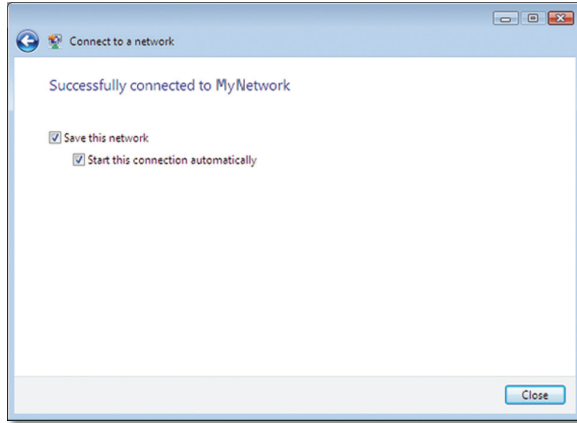 Connect to a network
Successfully connected to MyNetwork
Save this network
Start this connection automatically
Close